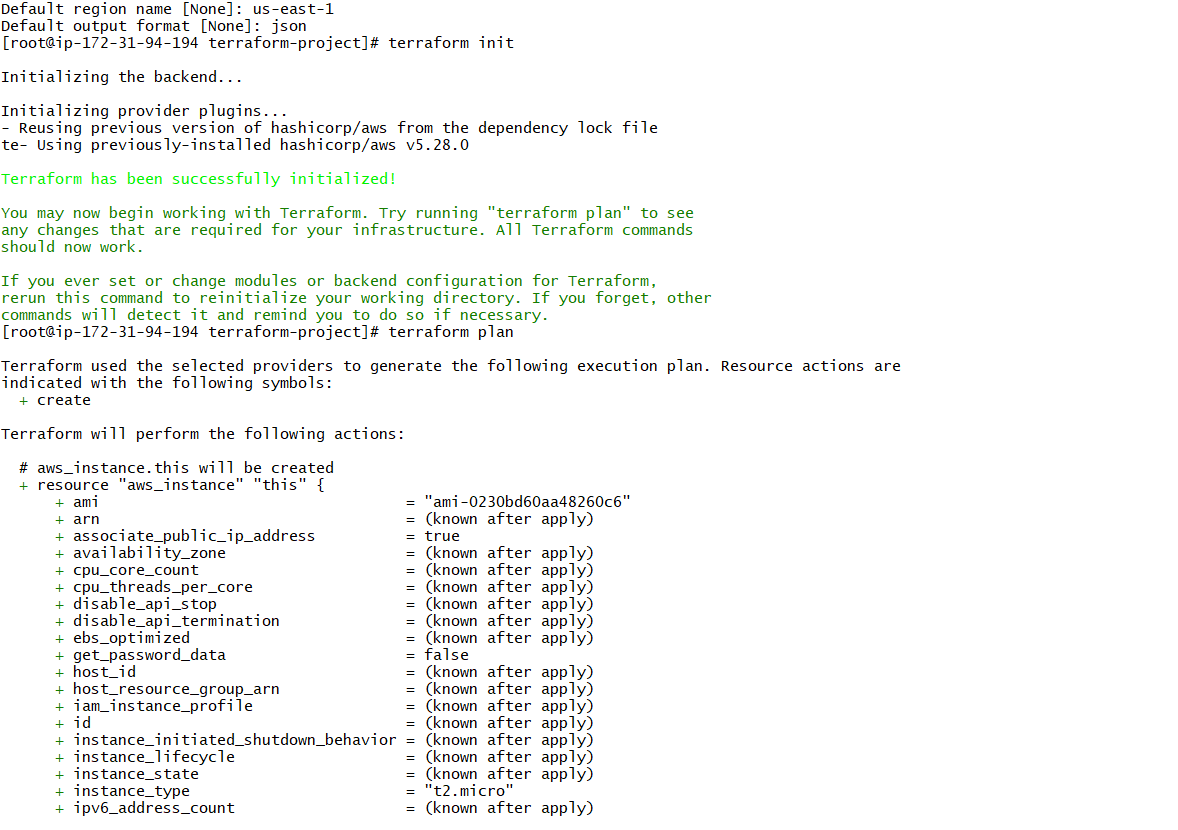 Default region name [None]: us-east-1
Default output format [None]: json
[root@ip-172-31-94-194 terraform-project]# terraform init

Initializing the backend...

Initializing provider plugins...
- Reusing previous version of hashicorp/aws from the dependency lock file
te- Using previously-installed hashicorp/aws v5.28.0

Terraform has been successfully initialized!

You may now begin working with Terraform. Try running "terraform plan" to see
any changes that are required for your infrastructure. All Terraform commands
should now work.

If you ever set or change modules or backend configuration for Terraform,
rerun this command to reinitialize your working directory. If you forget, other
commands will detect it and remind you to do so if necessary.
[root@ip-172-31-94-194 terraform-project]# terraform plan

Terraform used the selected providers to generate the following execution plan. Resource actions are
indicated with the following symbols:
  + create

Terraform will perform the following actions:

  # aws_instance.this will be created
  + resource "aws_instance" "this" {
      + ami                                  = "ami-0230bd60aa48260c6"
      + arn                                  = (known after apply)
      + associate_public_ip_address          = true
      + availability_zone                    = (known after apply)
      + cpu_core_count                       = (known after apply)
      + cpu_threads_per_core                 = (known after apply)
      + disable_api_stop                     = (known after apply)
      + disable_api_termination              = (known after apply)
      + ebs_optimized                        = (known after apply)
      + get_password_data                    = false
      + host_id                              = (known after apply)
      + host_resource_group_arn              = (known after apply)
      + iam_instance_profile                 = (known after apply)
      + id                                   = (known after apply)
      + instance_initiated_shutdown_behavior = (known after apply)
      + instance_lifecycle                   = (known after apply)
      + instance_state                       = (known after apply)
      + instance_type                        = "t2.micro"
      + ipv6_address_count                   = (known after apply)